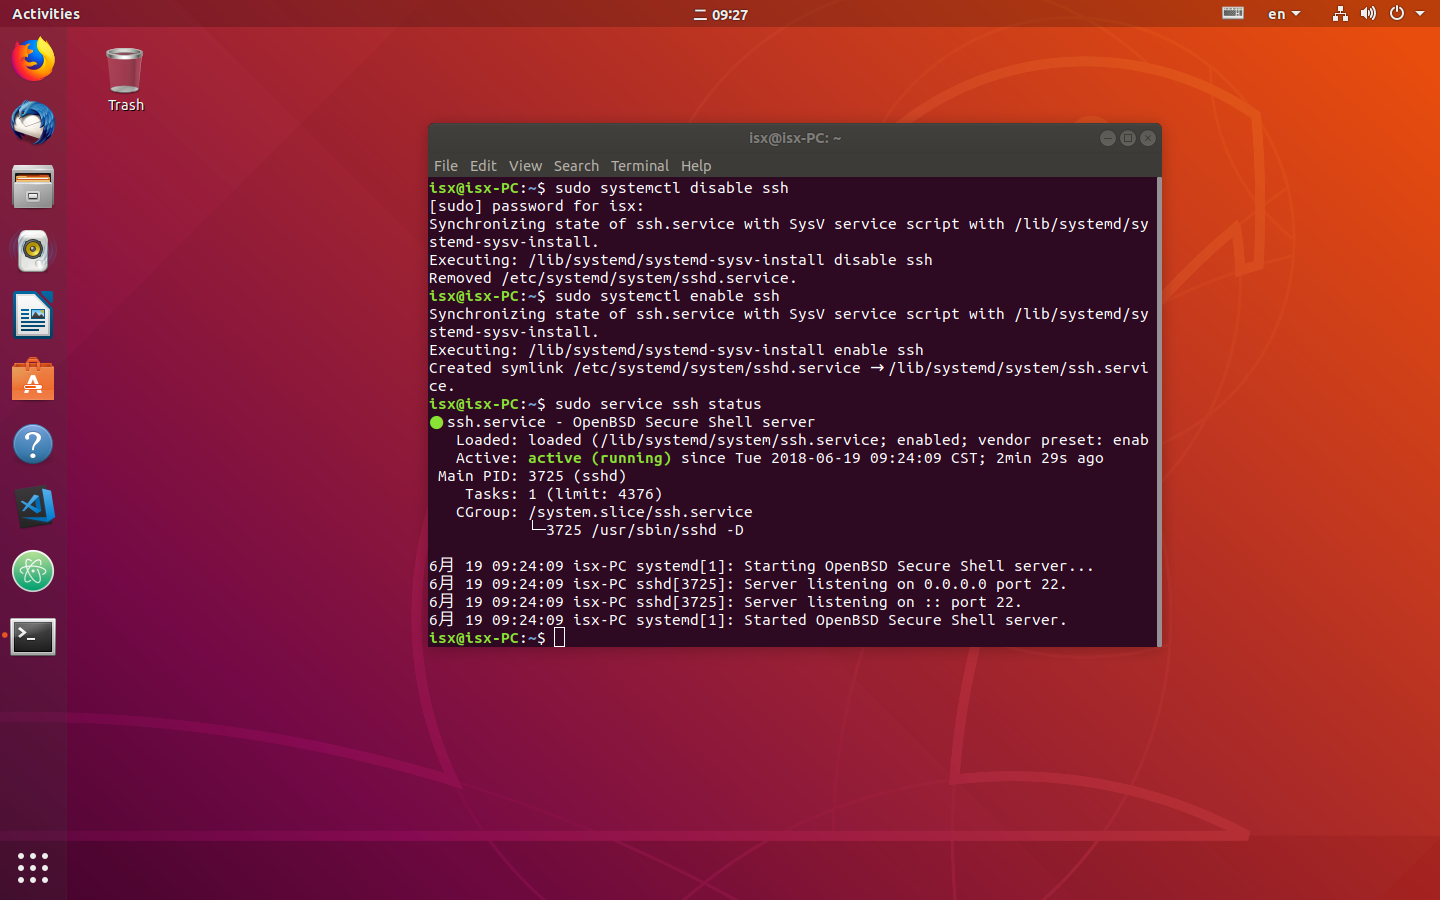 Activities
二 09:27
en
Trash
isx@isx-PC: ~
File Edit View Search Terminal Help
isx@isx-PC:~$ sudo systemctl disable ssh
[sudo] password for isx:
Synchronizing state of ssh.service with SysV service script with /lib/systemd/sy
stemd-sysv-install.
Executing: /lib/systemd/systemd-sysv-install disable ssh
Removed /etc/systemd/system/sshd.service.
isx@isx-PC:~$ sudo systemctl enable ssh
Synchronizing state of ssh.service with SysV service script with /lib/systemd/sy
stemd-sysv-install.
Executing: /lib/systemd/systemd-sysv-install enable ssh
Created symlink /etc/systemd/system/sshd.service → /lib/systemd/system/ssh.servi
ce.
isx@isx-PC:~$ sudo service ssh status
● ssh.service - OpenBSD Secure Shell server
Loaded: loaded (/lib/systemd/system/ssh.service; enabled; vendor preset: enab
Active: active (running) since Tue 2018-06-19 09:24:09 CST; 2min 29s ago
Main PID: 3725 (sshd)
Tasks: 1 (limit: 4376)
CGroup: /system.slice/ssh.service
└─3725 /usr/sbin/sshd -D
6月 19 09:24:09 isx-PC systemd[1]: Starting OpenBSD Secure Shell server...
6月 19 09:24:09 isx-PC sshd[3725]: Server listening on 0.0.0.0 port 22.
6月 19 09:24:09 isx-PC sshd[3725]: Server listening on :: port 22.
6月 19 09:24:09 isx-PC systemd[1]: Started OpenBSD Secure Shell server.
isx@isx-PC:~$